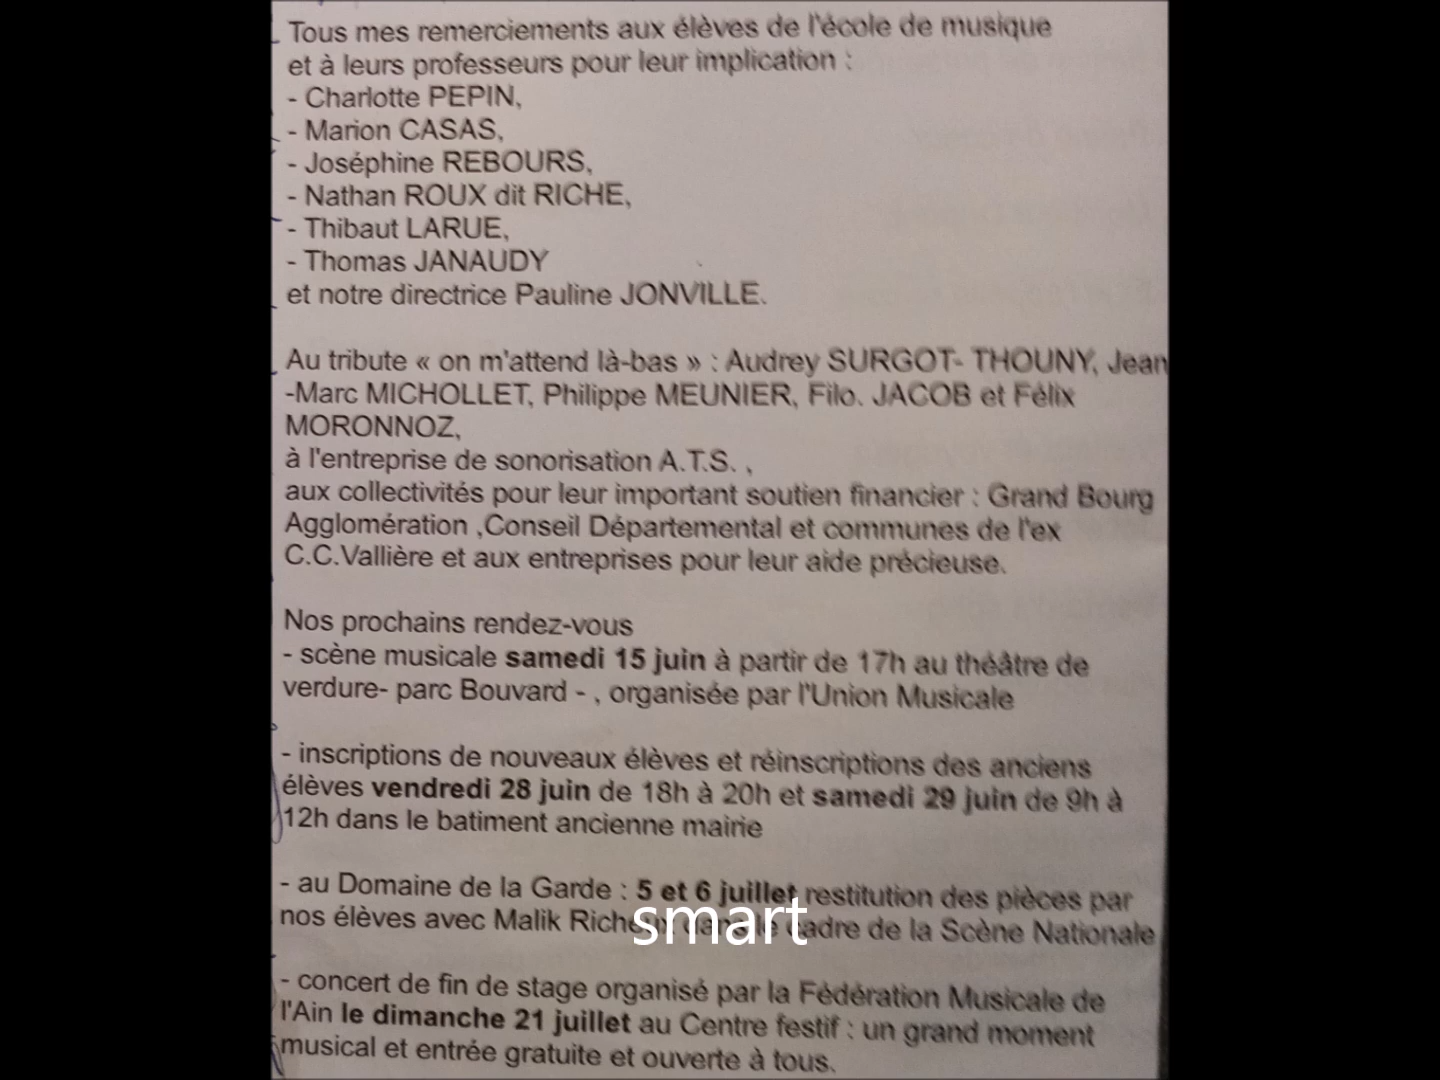 Tous mes remerciements aux élèves de l'école de musique
et à leurs professeurs pour leur implication :
- Charlotte PEPIN,
- Marion CASAS,
- Joséphine REBOURS,
- Nathan ROUX dit RICHE,
- Thibaut LARUE,
- Thomas JANAUDY
et notre directrice Pauline JONVILLE.
Au tribute « on m'attend là-bas » : Audrey SURGOT- THOUNY, Jean
-Marc MICHOLLET, Philippe MEUNIER, Filo. JACOB et Félix
MORONNOZ,
à l'entreprise de sonorisation A.T.S. ,
aux collectivités pour leur important soutien financier : Grand Bourg
Agglomération ,Conseil Départemental et communes de l'ex
C.C.Vallière et aux entreprises pour leur aide précieuse.
Nos prochains rendez-vous
- scène musicale samedi 15 juin à partir de 17h au théâtre de
verdure- parc Bouvard - , organisée par l'Union Musicale
- inscriptions de nouveaux élèves et réinscriptions des anciens
élèves vendredi 28 juin de 18h à 20h et samedi 29 juin de 9h à
12h dans le batiment ancienne mairie
- au Domaine de la Garde : 5 et 6 juillet restitution des pièces par
nos élèves avec Malik dans le cadre de la Scène Nationale
smart
- concert de fin de stage organisé par la Fédération Musicale de
l'Ain le dimanche 21 juillet au Centre festif : un grand moment
musical et entrée gratuite et ouverte à tous.